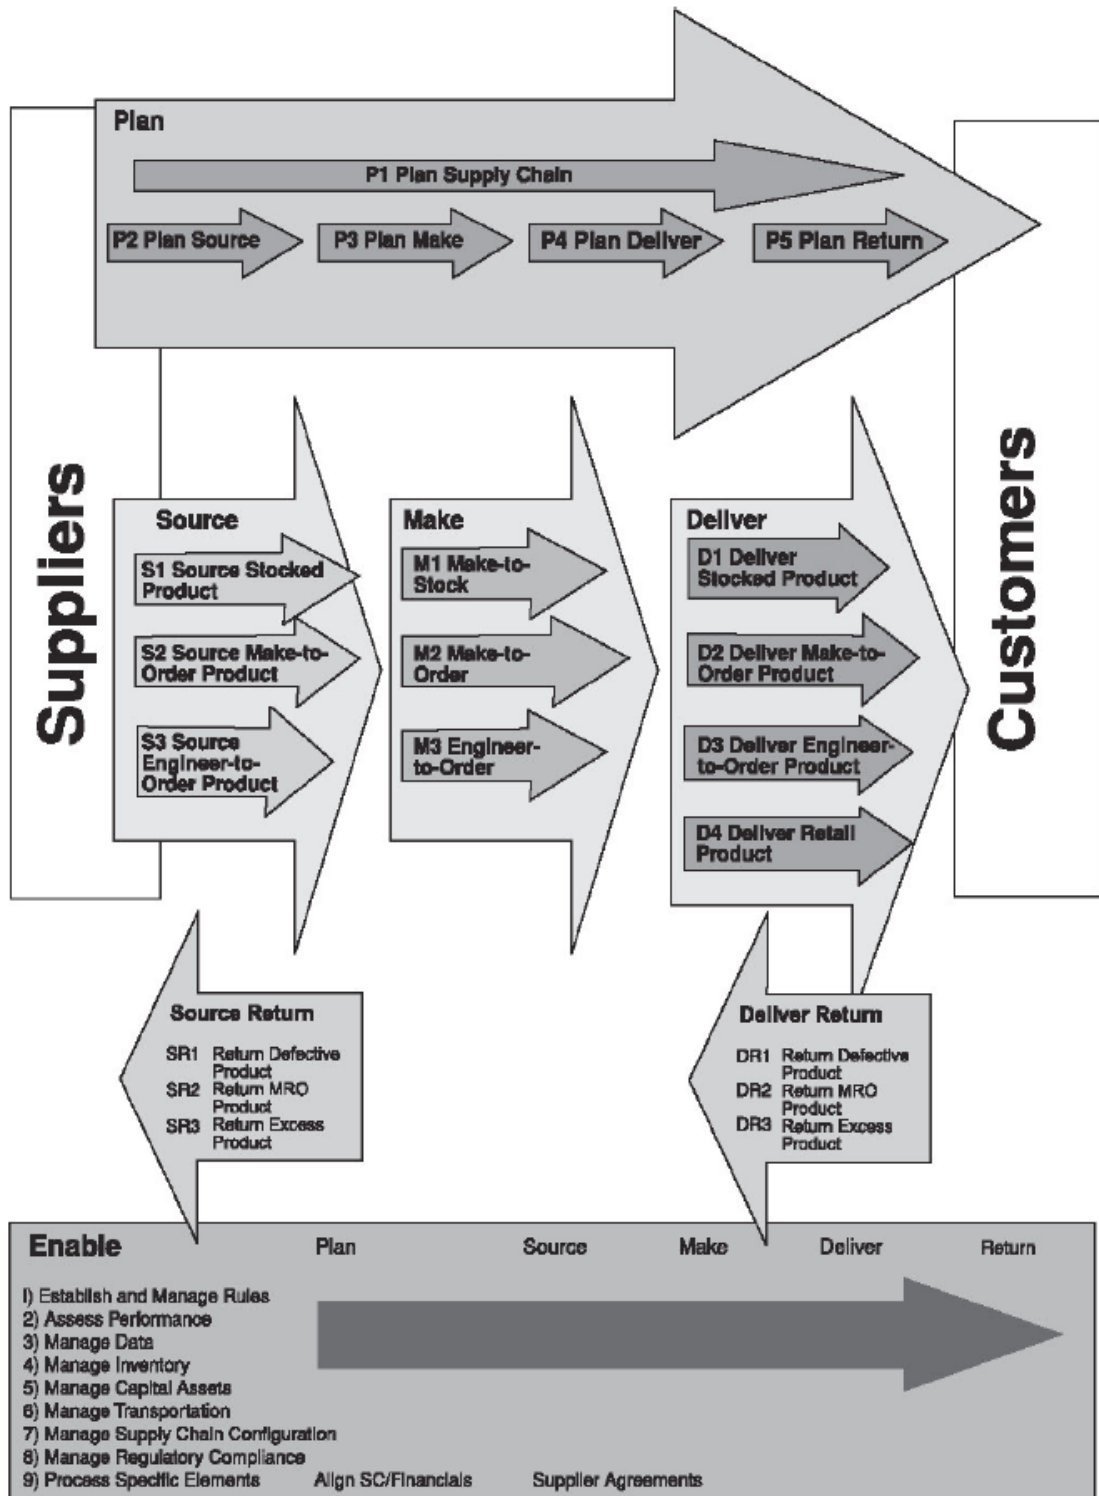 Plan
P1 Plan Supply Chain
P2 Plan Source
P3 Plan Make
P4 Plan Deliver
P5 Plan Return
Suppliers
Customers
Source
S1 Source Stocked
Product
S2 Source Make-to-
Order Product
S3 Source
Engineer-to-
Order Product
Make
M1 Make-to-
Stock
M2 Make-to-
Order
M3 Engineer-
to-Order
Deliver
D1 Deliver
Stocked Product
D2 Deliver Make-to-
Order Product
D3 Deliver Engineer-
to-Order Product
D4 Deliver Retail
Product
Source Return
SR1 Return Defective
Product
SR2 Return MRO
Product
SR3 Return Excess
Product
Deliver Return
DR1 Return Defective
Product
DR2 Return MRO
Product
DR3 Return Excess
Product
Enable Plan Source Make Deliver Return
1) Establish and Manage Rules
2) Assess Performance
3) Manage Data
4) Manage Inventory
5) Manage Capital Assets
6) Manage Transportation
7) Manage Supply Chain Configuration
8) Manage Regulatory Compliance
9) Process Specific Elements Align SC/Financials Supplier Agreements